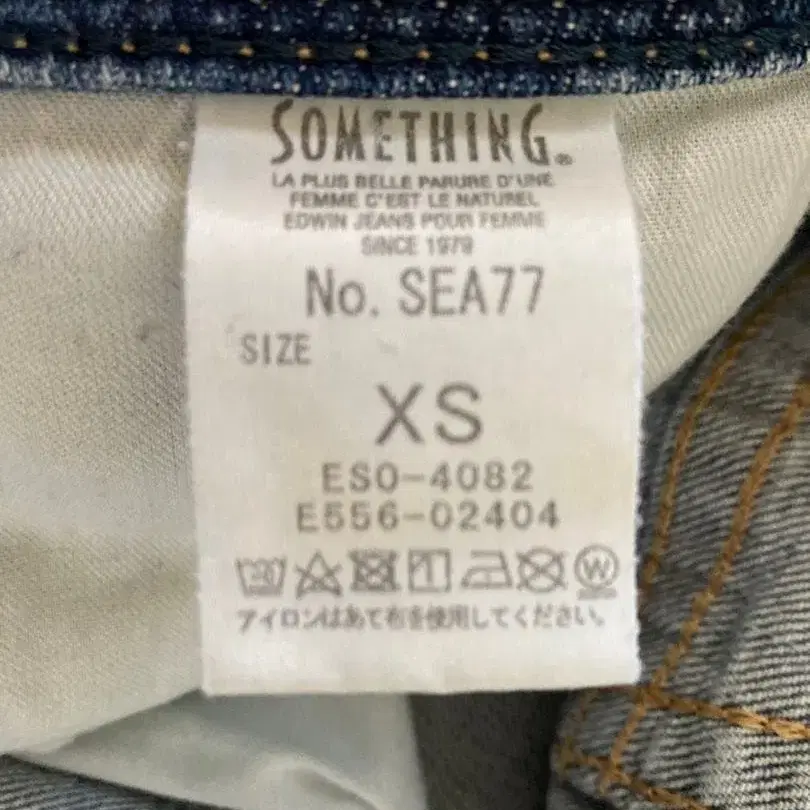 SOMETHING®
LA PLUS BELLE PARURE D'UNE
FEMME C'EST LE NATUREL
EDWIN JEANS POUR FEMME
SINCE 1979
No. SEA77
SIZE
XS
ESO-4082
E556-02404
W
アイロンはあて布を使用してください。